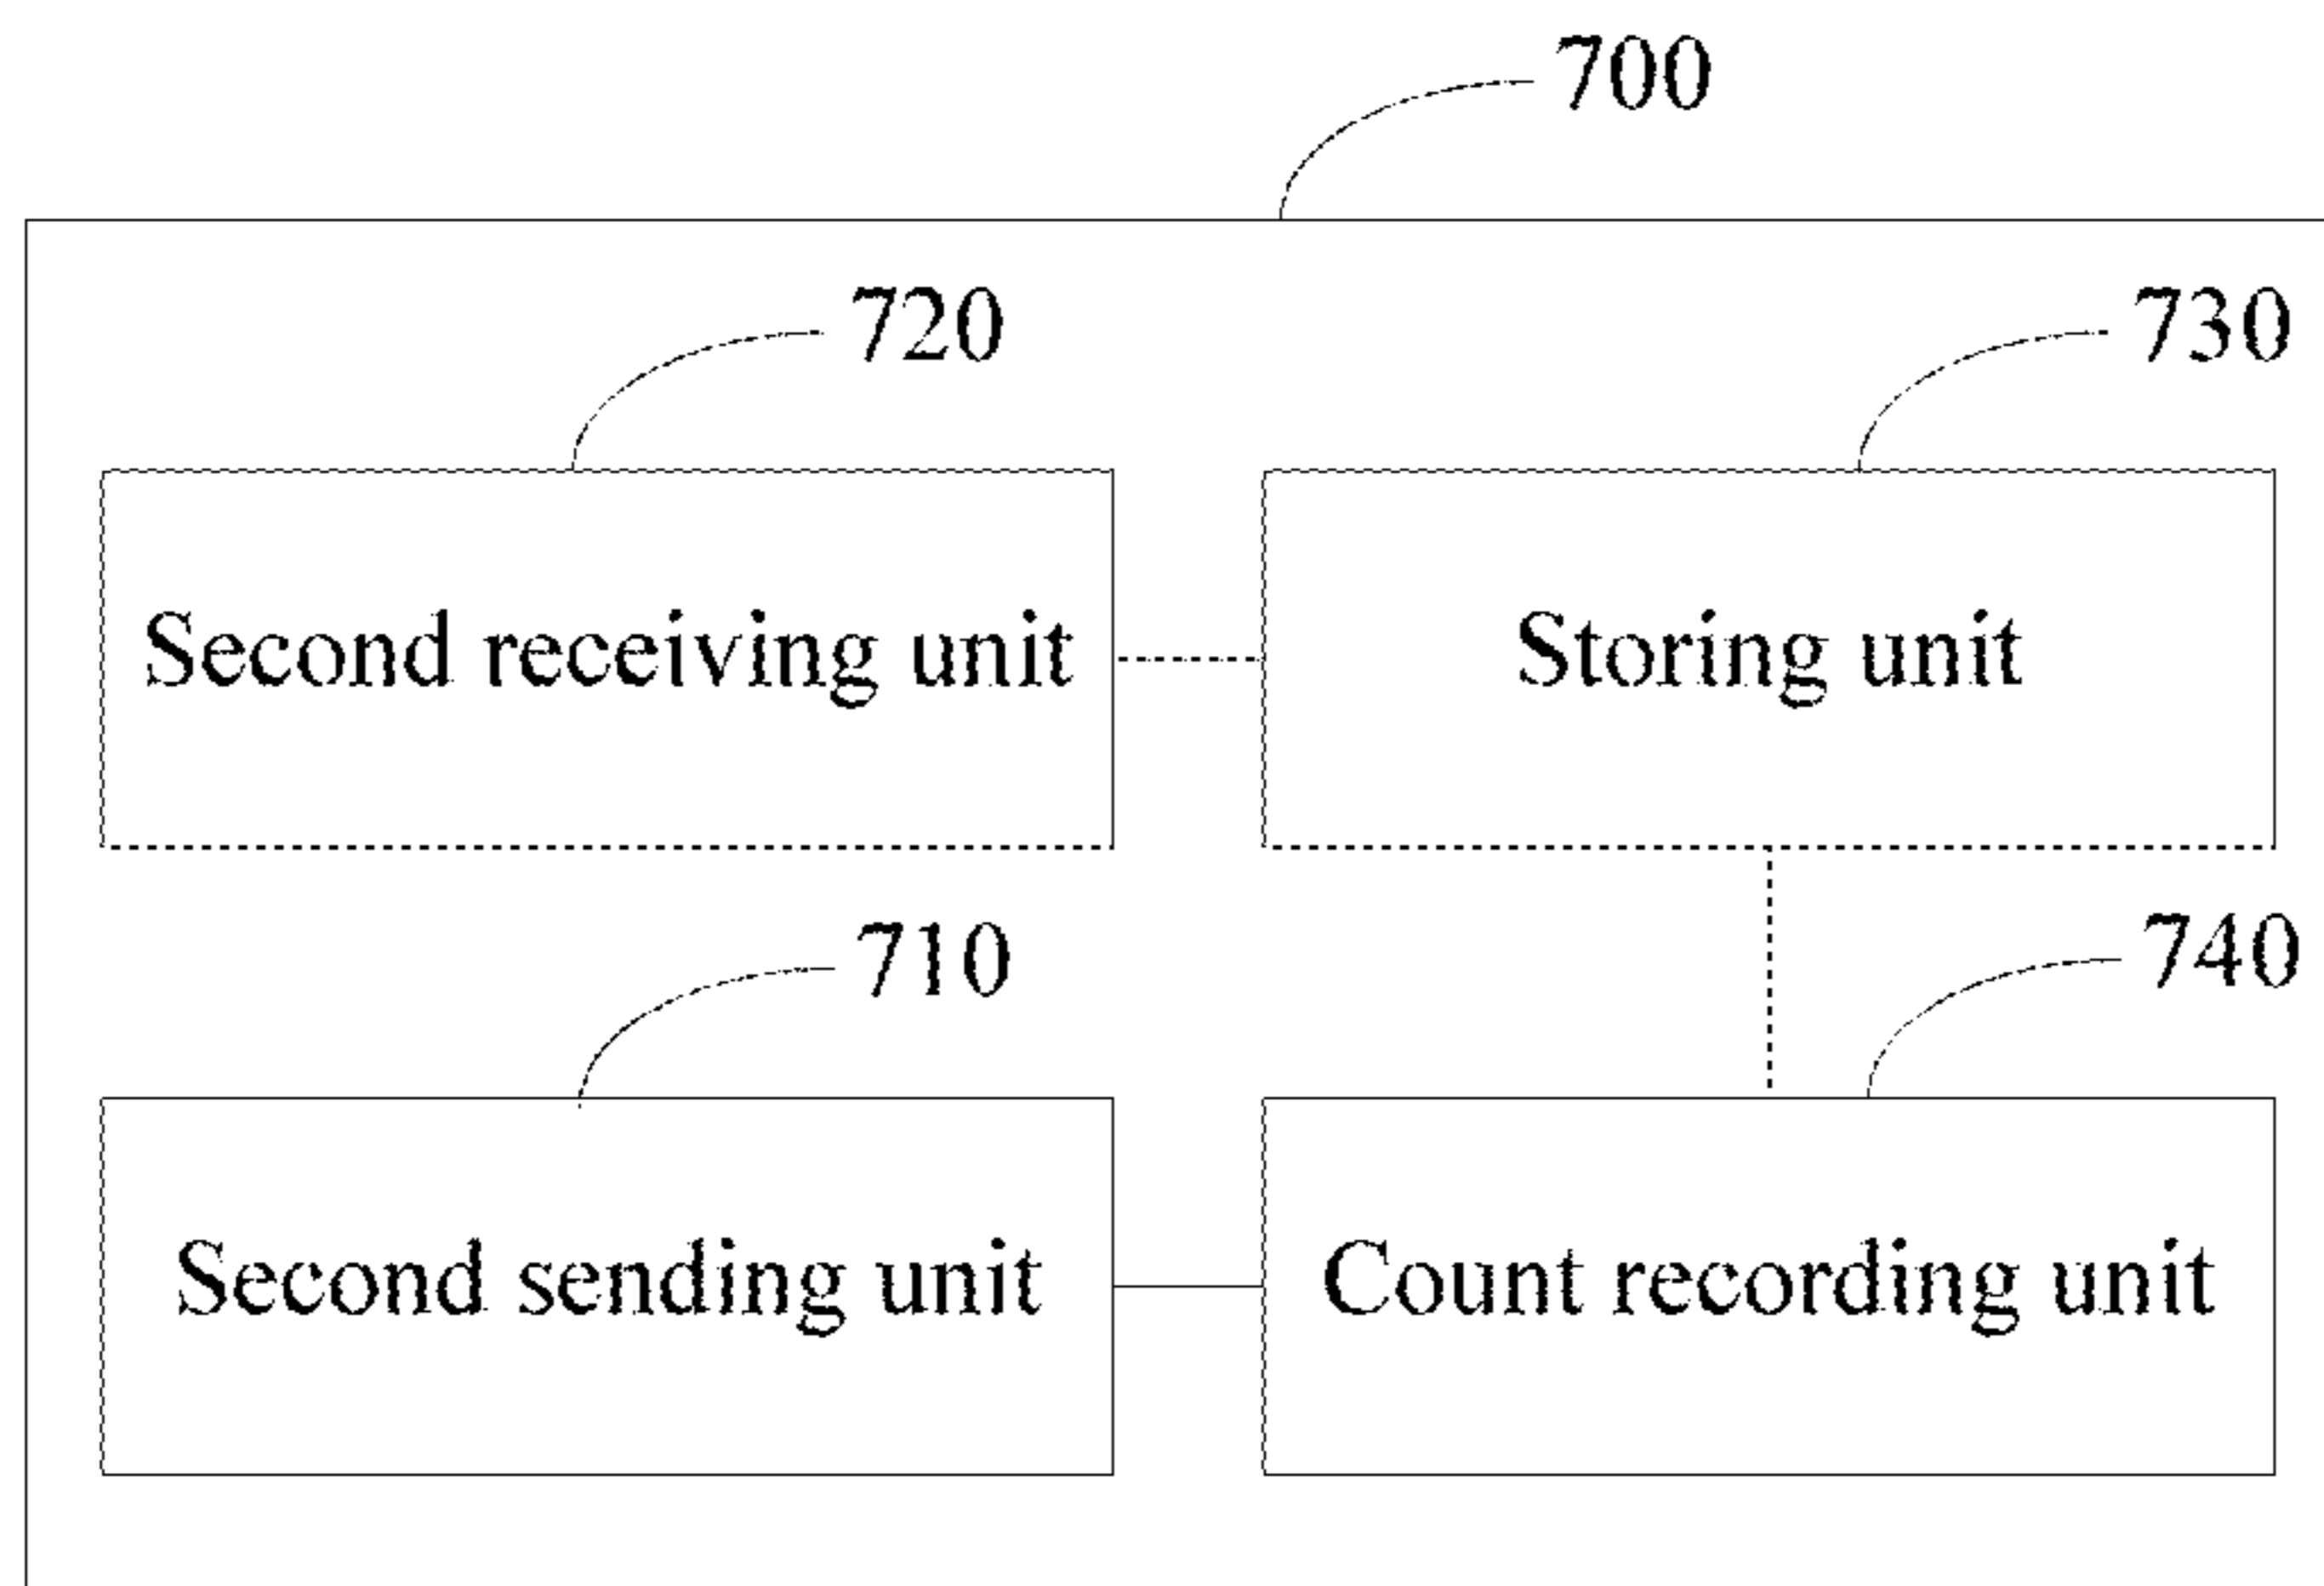 700
720
730
Second receiving unit
Storing unit
710
740
Second sending unit
Count recording unit